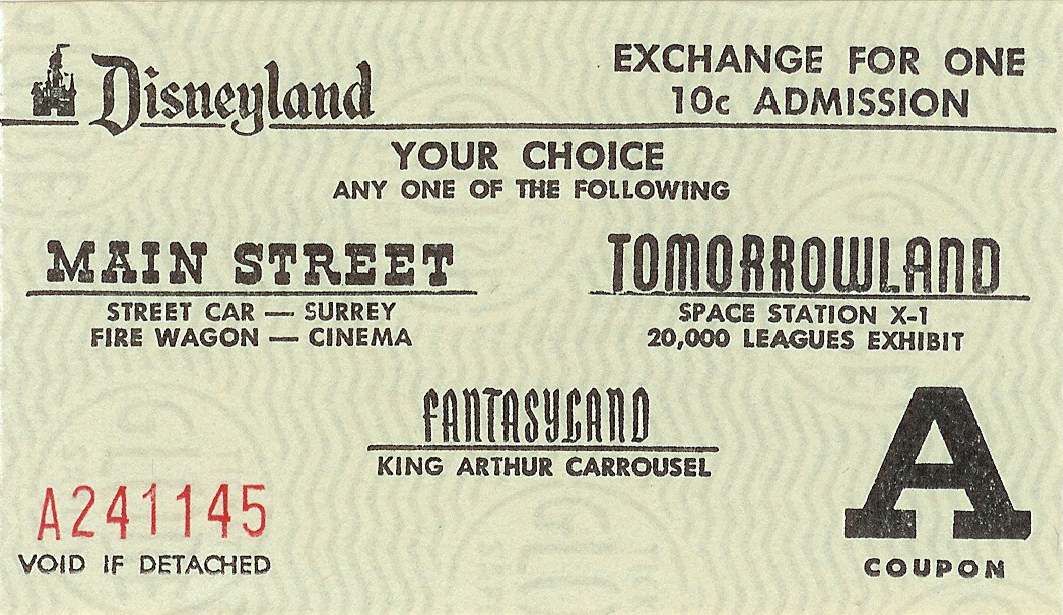 Disneyland
EXCHANGE FOR ONE
10c ADMISSION
YOUR CHOICE
ANY ONE OF THE FOLLOWING
MAIN STREET
STREET CAR — SURREY
FIRE WAGON — CINEMA
TOMORROWLAND
SPACE STATION X-1
20,000 LEAGUES EXHIBIT
FANTASYLAND
KING ARTHUR CARROUSEL
A241145
VOID IF DETACHED
A
COUPON